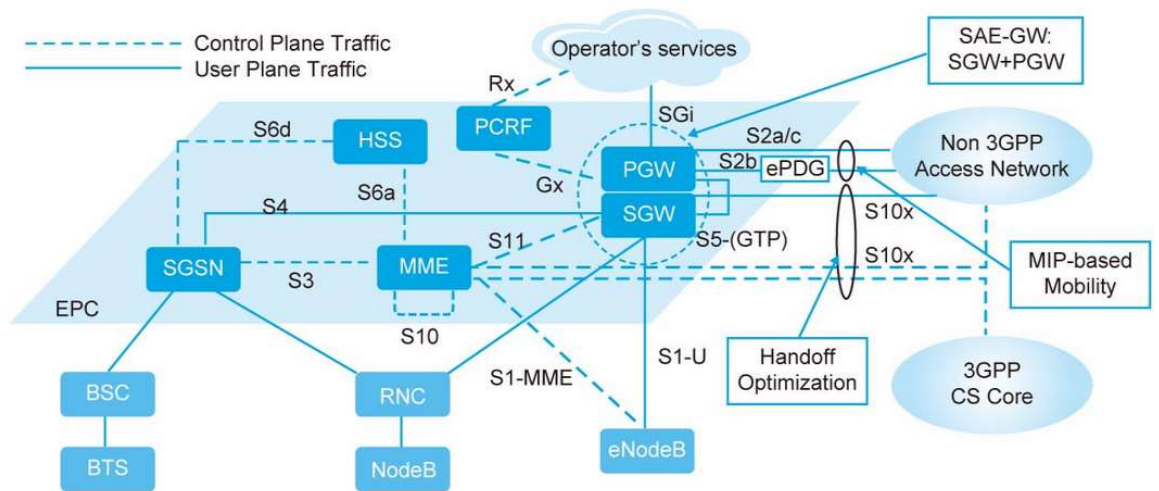 Control Plane Traffic
User Plane Traffic
Operator's services
SAE-GW:
SGW+PGW
Rx
SGi
S6d
HSS
PCRF
S2a/c
Non 3GPP
Access Network
S2b
ePDG
PGW
Gx
S6a
S4
SGW
S10x
S11
S5-(GTP)
SGSN
S3
MME
S10x
MIP-based
Mobility
EPC
S10
S1-U
Handoff
Optimization
3GPP
CS Core
S1-MME
BSC
RNC
eNodeB
BTS
NodeB